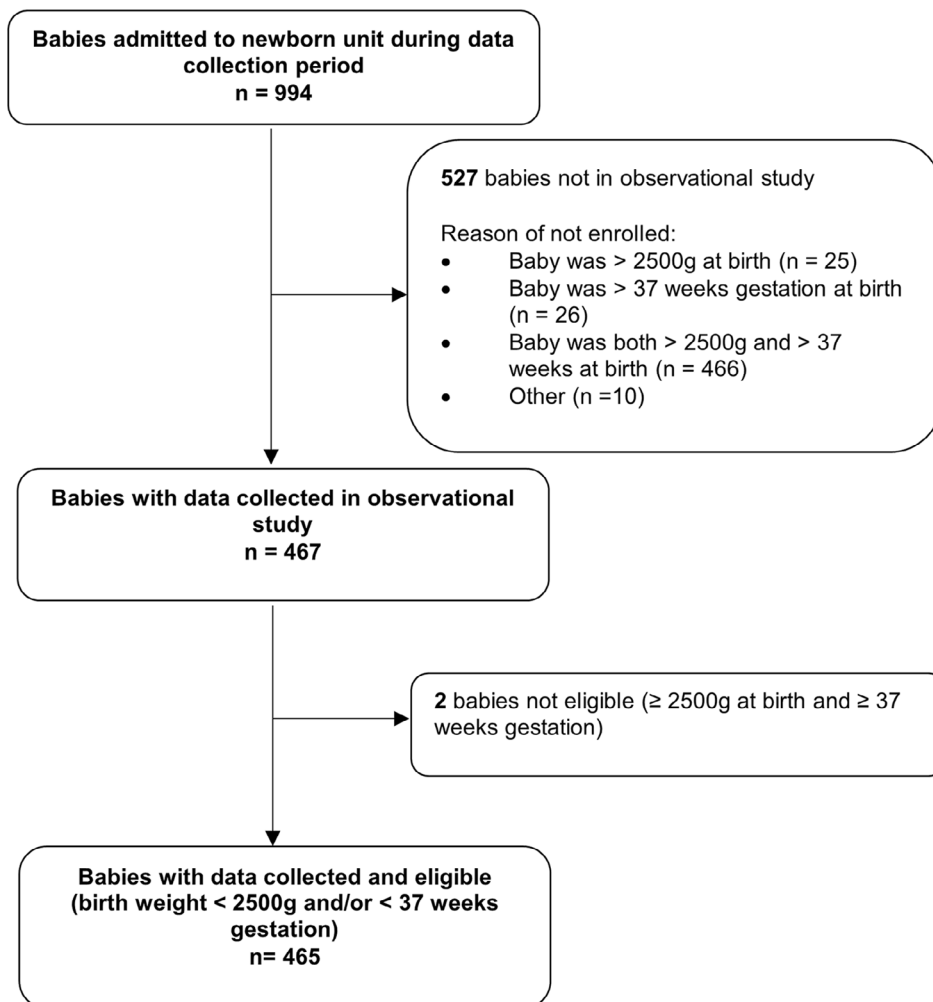 Babies admitted to newborn unit during data
collection period
n = 994
527 babies not in observational study
Reason of not enrolled:
• Baby was > 2500g at birth (n = 25)
• Baby was > 37 weeks gestation at birth
(n = 26)
• Baby was both > 2500g and > 37
weeks at birth (n = 466)
• Other (n =10)
Babies with data collected in observational
study
n = 467
2 babies not eligible (≥ 2500g at birth and ≥ 37
weeks gestation)
Babies with data collected and eligible
(birth weight < 2500g and/or < 37 weeks
gestation)
n= 465